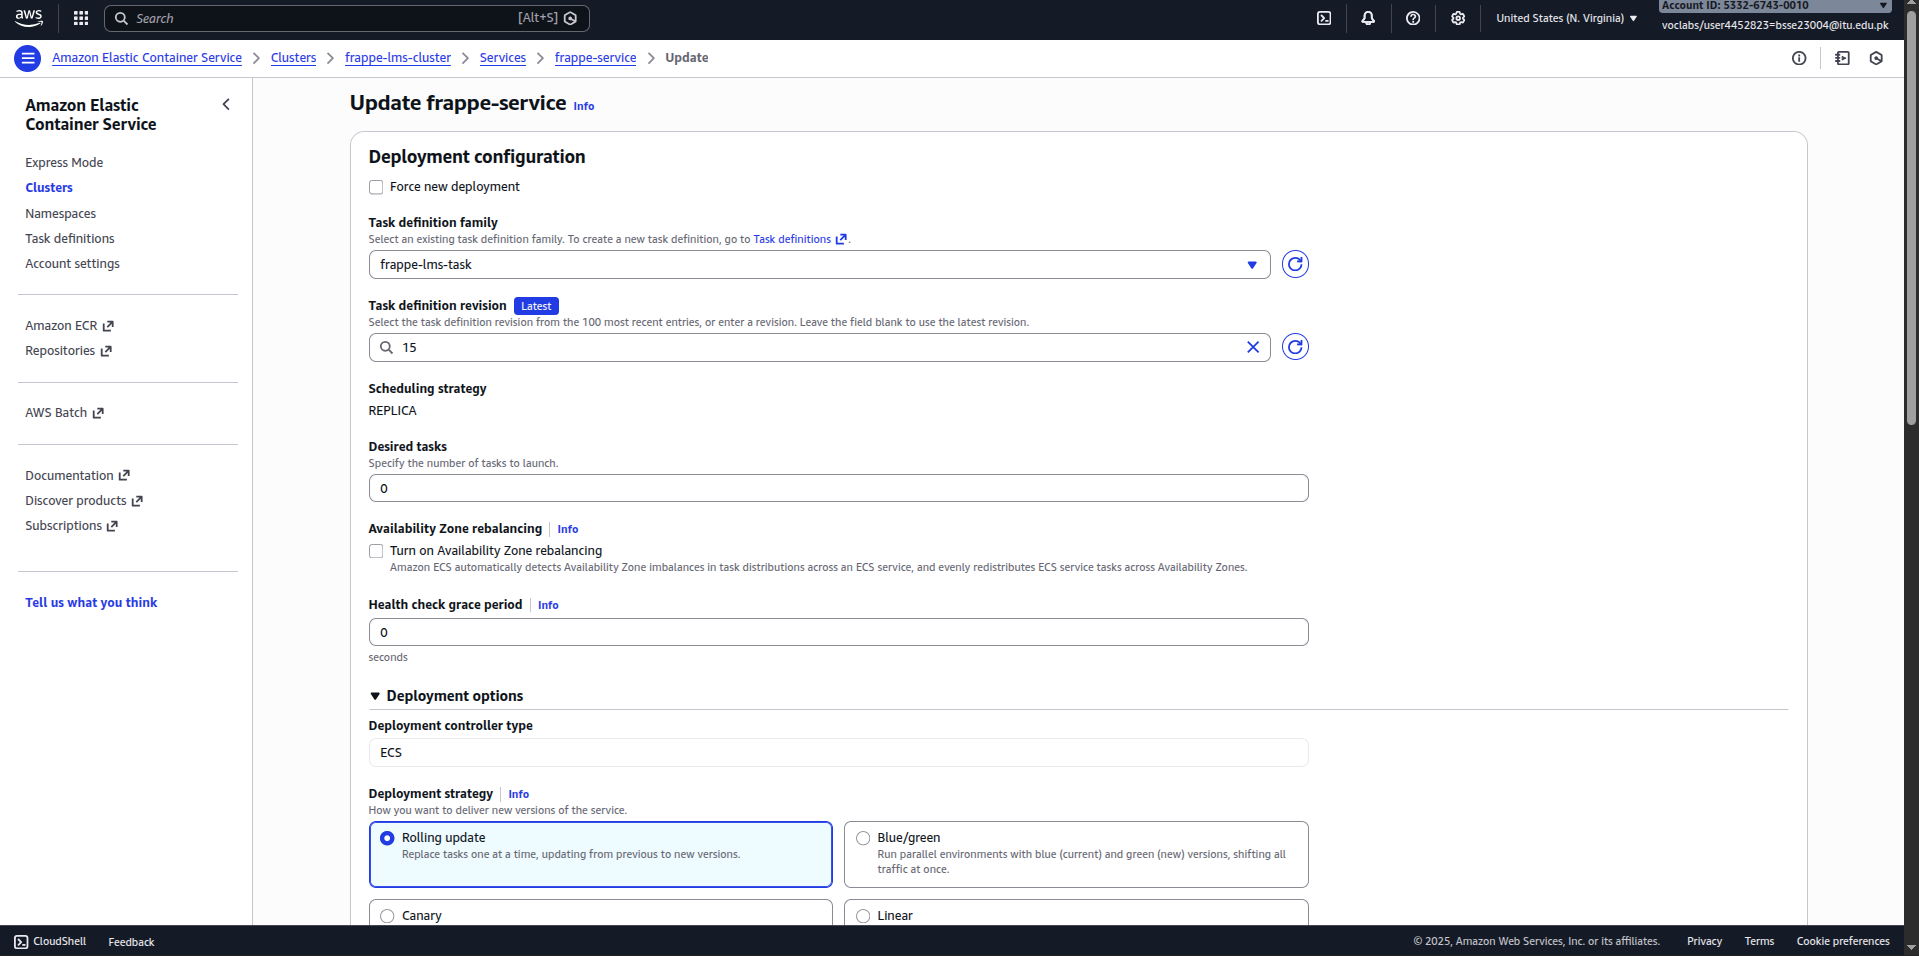 aws
Search [Alt+S]
United States (N. Virginia)
Account ID: 5332-6743-0010
voclabs/user4452823=bsse23004@itu.edu.pk
Amazon Elastic Container Service > Clusters > frappe-lms-cluster > Services > frappe-service > Update
Amazon Elastic
Container Service
Express Mode
Clusters
Namespaces
Task definitions
Account settings
Amazon ECR
Repositories
AWS Batch
Documentation
Discover products
Subscriptions
Tell us what you think
Update frappe-service Info
Deployment configuration
Force new deployment
Task definition family
Select an existing task definition family. To create a new task definition, go to Task definitions .
frappe-lms-task
Task definition revision Latest
Select the task definition revision from the 100 most recent entries, or enter a revision. Leave the field blank to use the latest revision.
15
Scheduling strategy
REPLICA
Desired tasks
Specify the number of tasks to launch.
0
Availability Zone rebalancing Info
Turn on Availability Zone rebalancing
Amazon ECS automatically detects Availability Zone imbalances in task distributions across an ECS service, and evenly redistributes ECS service tasks across Availability Zones.
Health check grace period Info
0
seconds
Deployment options
Deployment controller type
ECS
Deployment strategy Info
How you want to deliver new versions of the service.
Rolling update
Replace tasks one at a time, updating from previous to new versions.
Blue/green
Run parallel environments with blue (current) and green (new) versions, shifting all
traffic at once.
Canary
Linear
CloudShell Feedback
© 2025, Amazon Web Services, Inc. or its affiliates. Privacy Terms Cookie preferences